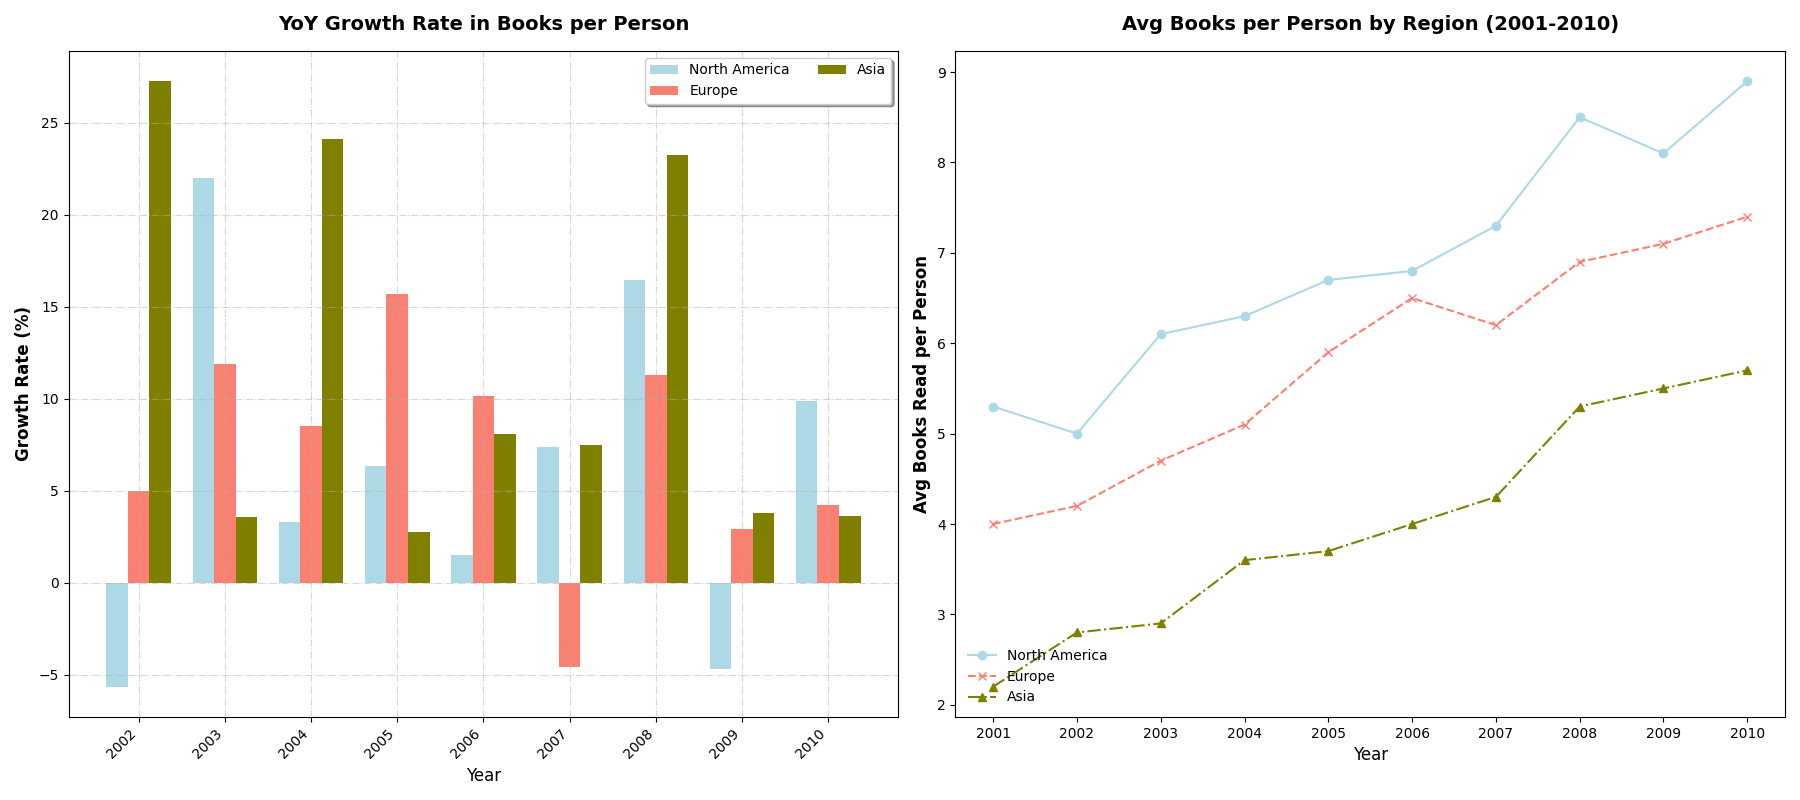 YoY Growth Rate in Books per Person
North America
Europe
Asia
25
20
15
10
5
0
−5
Growth Rate (%)
2002
2003
2004
2005
2006
2007
2008
2009
2010
Year
Avg Books per Person by Region (2001-2010)
9
8
7
6
5
4
3
2
Avg Books Read per Person
North America
Europe
Asia
2001
2002
2003
2004
2005
2006
2007
2008
2009
2010
Year